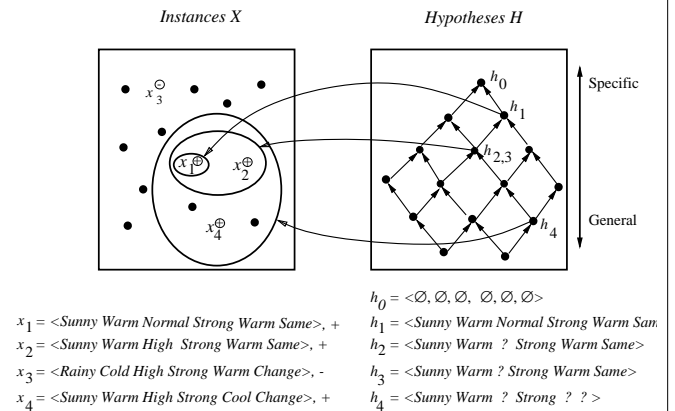 Instances X
Hypotheses H
x3
-
x1 +
x2 +
x4 +
h0
h1
h2,3
h4
Specific
General
x1 = <Sunny Warm Normal Strong Warm Same>, +
x2 = <Sunny Warm High Strong Warm Same>, +
x3 = <Rainy Cold High Strong Warm Change>, -
x4 = <Sunny Warm High Strong Cool Change>, +
h0 = <∅, ∅, ∅, ∅, ∅, ∅>
h1 = <Sunny Warm Normal Strong Warm Sam
h2 = <Sunny Warm ? Strong Warm Same>
h3 = <Sunny Warm ? Strong Warm Same>
h4 = <Sunny Warm ? Strong ? ? >